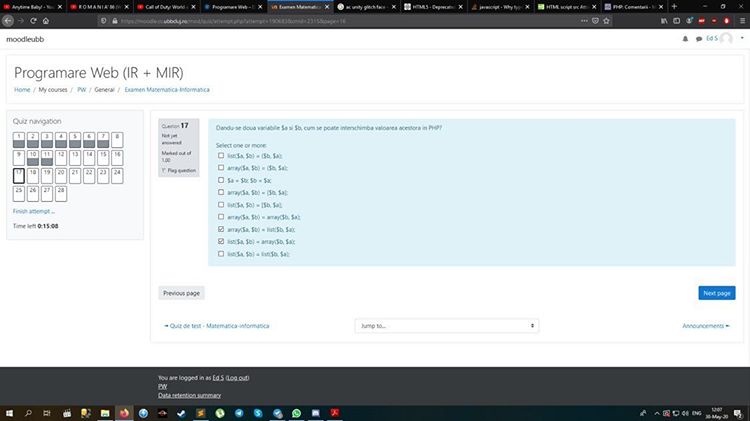 Anytime Baby! - Yo
R O M A N I A' 86 (V
Call of Duty: World
Programare Web –
Examen Matematica
ac unity glitch face -
HTML5 - Deprecate
javascript - Why typ
HTML script src Attri
PHP: Comentarii - M
https://moodle.cs.ubbcluj.ro/mod/quiz/attempt.php?attempt=190683&cmid=2315&page=16
moodleubb
Ed S
Programare Web (IR + MIR)
Home / My courses / PW / General / Examen Matematica-Informatica
Quiz navigation
1 2 3 4 5 6 7 8
9 10 11 12 13 14 15 16
17 18 19 20 21 22 23 24
25 26 27 28
Finish attempt ...
Time left 0:15:08
Question 17
Not yet
answered
Marked out of
1.00
Flag question
Dandu-se doua variabile $a si $b, cum se poate interschimba valoarea acestora in PHP?
Select one or more:
list($a, $b) = ($b, $a);
array($a, $b) = ($b, $a);
$a = $b; $b = $a;
array($a, $b) = [$b, $a];
list($a, $b) = [$b, $a];
array($a, $b) = array($b, $a);
array($a, $b) = list($b, $a);
list($a, $b) = array($b, $a);
list($a, $b) = list($b, $a);
Previous page
Next page
◄ Quiz de test - Matematica-informatica
Jump to...
Announcements ►
You are logged in as Ed S (Log out)
PW
Data retention summary
ENG
12:07
30-May-20